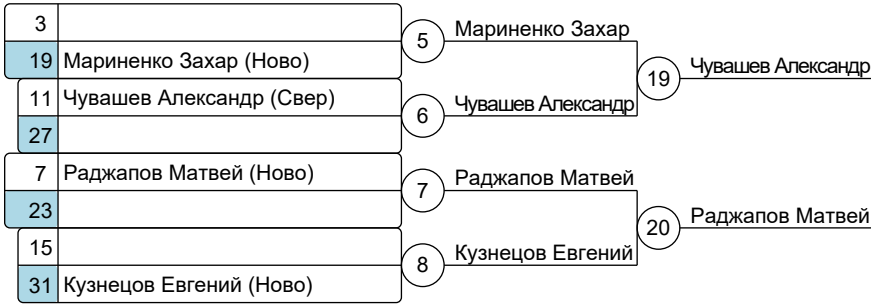 3
5
Мариненко Захар
19 Мариненко Захар (Ново)
19
Чувашев Александр
11 Чувашев Александр (Свер)
6
Чувашев Александр
27
7 Раджапов Матвей (Ново)
7
Раджапов Матвей
23
20
Раджапов Матвей
15
8
Кузнецов Евгений
31 Кузнецов Евгений (Ново)